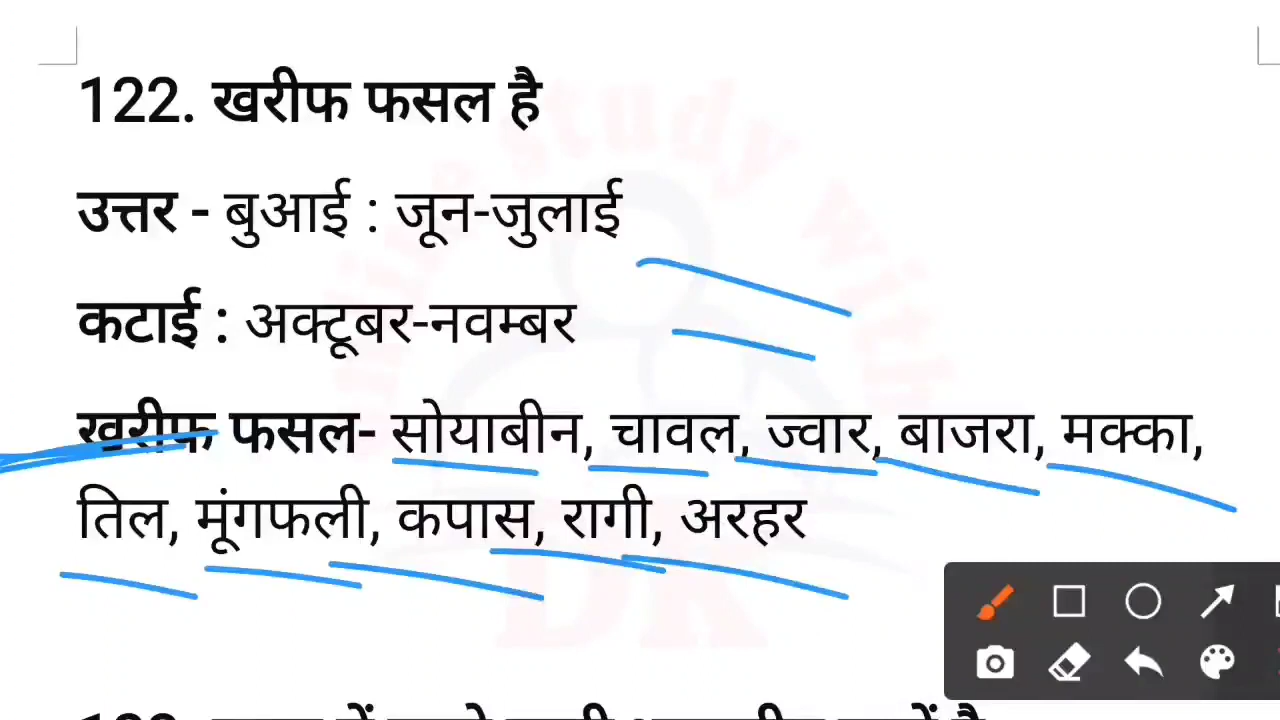 122. खरीफ फसल है
उत्तर - बुआई : जून-जुलाई
कटाई : अक्टूबर-नवम्बर
खरीफ फसल- सोयाबीन, चावल, ज्वार, बाजरा, मक्का,
तिल, मूंगफली, कपास, रागी, अरहर